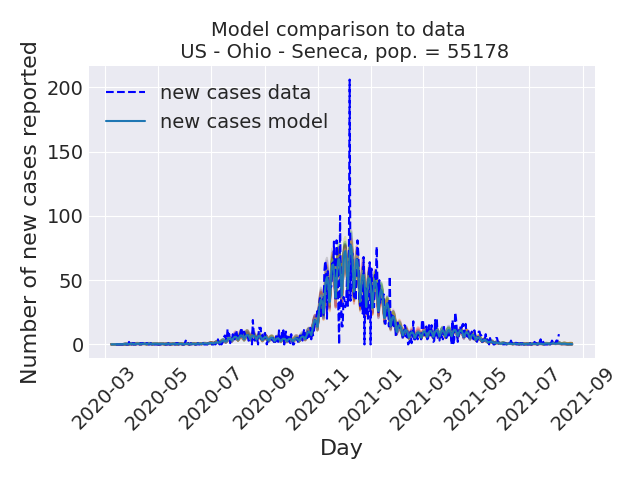 Model comparison to data
US - Ohio - Seneca, pop. = 55178
Number of new cases reported
200
150
100
50
0
new cases data
new cases model
2020-03
2020-05
2020-07
2020-09
2020-11
2021-01
2021-03
2021-05
2021-07
2021-09
Day